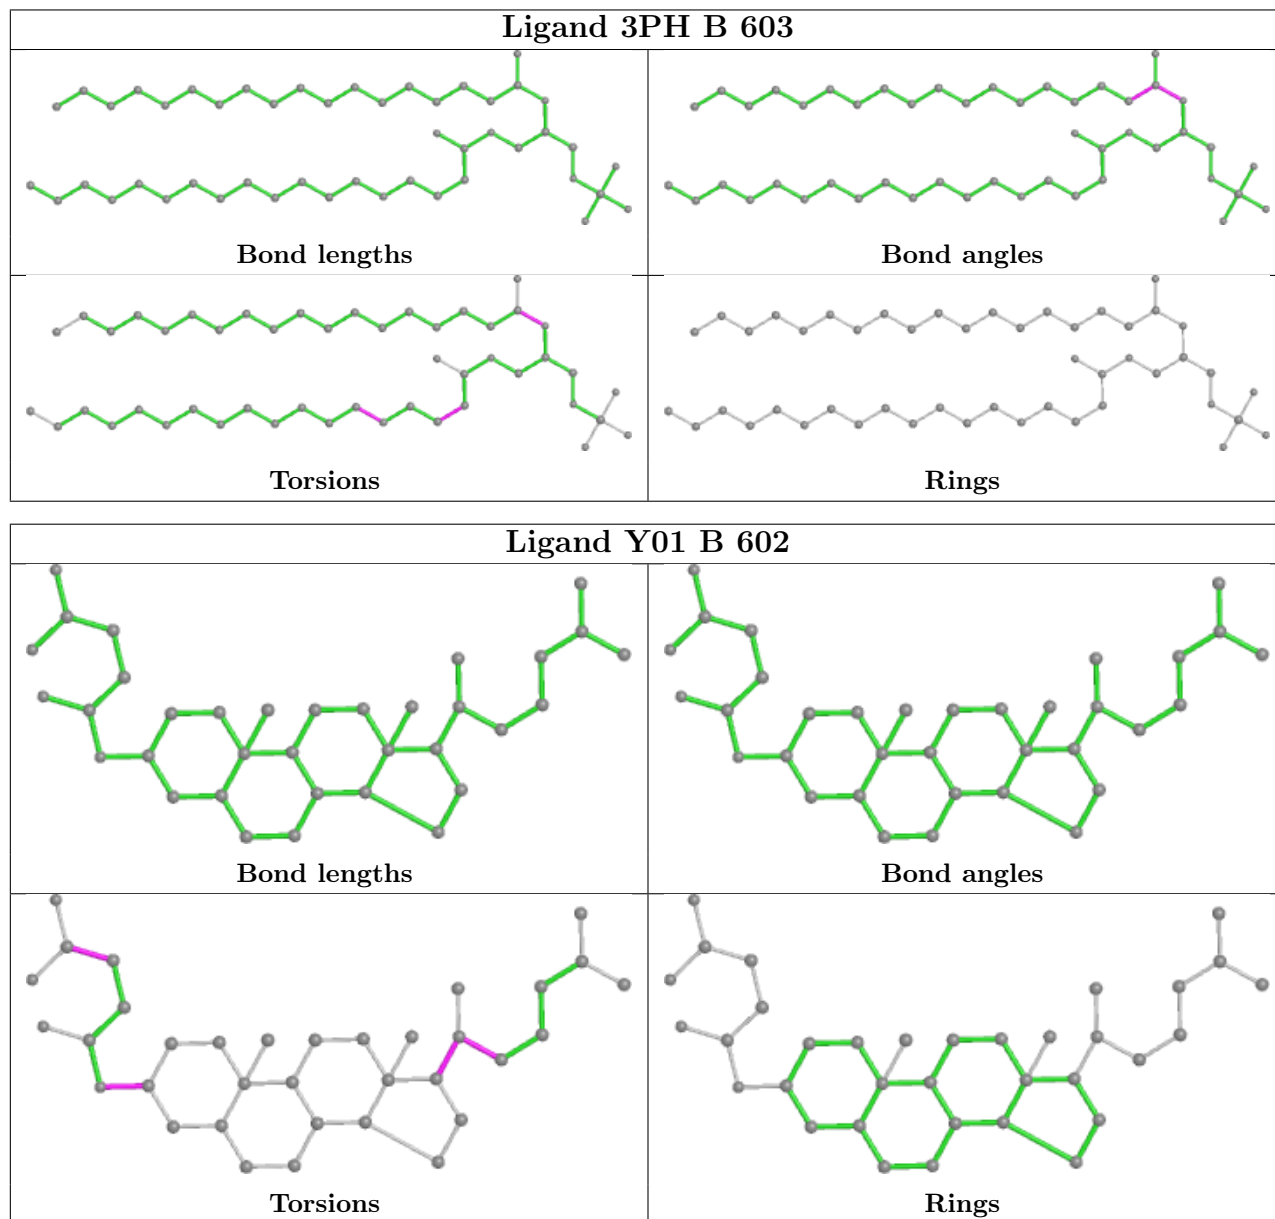 Ligand 3PH B 603
Bond lengths
Bond angles
Torsions
Rings
Ligand Y01 B 602
Bond lengths
Bond angles
Torsions
Rings